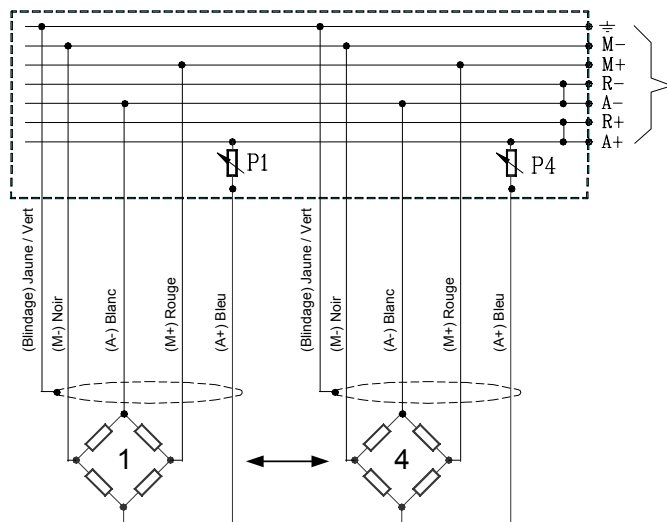 ⏚
M-
M+
R-
A-
R+
A+
P1
P4
(Blindage) Jaune / Vert
(M-) Noir
(A-) Blanc
(M+) Rouge
(A+) Bleu
(Blindage) Jaune / Vert
(M-) Noir
(A-) Blanc
(M+) Rouge
(A+) Bleu
1
4